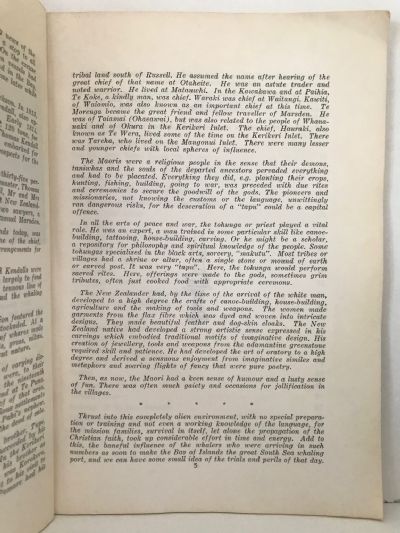 tribal land south of Russell. He assumed the name after hearing of the
great chief of that name at Otaheite. He was an astute trader and
noted warrior. He lived at Matauwhi. In the Kawakawa and at Paihia,
Te Koke, a kindly man, was chief. Waraki was chief at Waitangi. Kawiti,
of Waiomio, was also known as an important chief at this time. Te
Morenga became the great friend and fellow traveller of Marsden. He
was of Taiamai (Ohaeawai), but was also related to the people of Whana-
naki and of Okura in the Kerikeri Inlet. The chief, Hauraki, also
known as Te Wera, lived some of the time on the Kerikeri Inlet. There
was Tareha, who lived on the Mangonui Inlet. There were many lesser
and younger chiefs with local spheres of influence.
The Maoris were a religious people in the sense that their demons,
taniwhas and the souls of the departed ancestors pervaded everything
and had to be placated. Everything they did, e.g. planting their crops,
hunting, fishing, building, going to war, was preceded with due rites
and ceremonies to secure the goodwill of the gods. The pioneers and
missionaries, not knowing the customs or the language, unwittingly
ran dangerous risks, for the desecration of a "tapu" could be a capital
offence.
In all the arts of peace and war, the tohunga or priest played a vital
role. He was an expert, a man trained in some particular skill like canoe-
building, tattooing, house-building, carving. Or he might be a scholar,
a repository for philosophy and spiritual knowledge of the people. Some
tohungas specialized in the black arts, sorcery, "makutu". Most tribes or
villages had a shrine or altar, often a single stone or mound of earth
or carved post. It was very "tapu". Here, the tohunga would perform
sacred rites. Here, offerings were made to the gods, sometimes grim
tributes, often just cooked food with appropriate ceremony.
The New Zealander had, by the time of the arrival of the white man,
developed to a high degree the crafts of canoe-building, house-building,
agriculture and the making of tools and weapons. The women made
garments from the flax fibre which was dyed and woven into intricate
designs. They made beautiful feather and dog-skin cloaks. The New
Zealand native had developed a strong artistic sense expressed in his
carvings which embodied traditional motifs of imaginative design. His
creation of jewellery, tools and weapons from the adamantine greenstone
required skill and patience. He had developed the art of oratory to a high
degree and derived a sensuous enjoyment from imaginative similes and
metaphors and soaring flights of fancy that were pure poetry.
Then, as now, the Maori had a keen sense of humour and a lusty sense
of fun. There was often much gaiety and occasions for jollification in
the villages.
* * * * *
Thrust into this completely alien environment, with no special prepara-
tion or training and not even a working knowledge of the language, for
the mission families, survival in itself, let alone the propagation of the
Christian faith, took up considerable effort in time and energy. Add to
this, the baneful influence of the whalers who were arriving in such
numbers as soon to make the Bay of Islands the great South Sea whaling
port, and we can have some small idea of the trials and perils of that day.
5